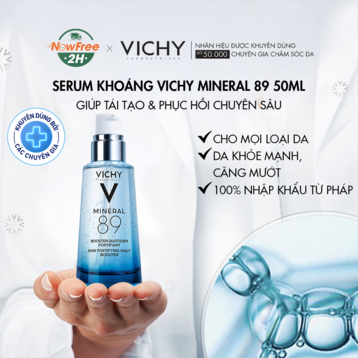 NowFree
2H
×
VICHY
LABORATOIRES
NHÃN HIỆU ĐƯỢC KHUYÊN DÙNG
BỞI 50.000 CHUYÊN GIA CHĂM SÓC DA
SERUM KHOÁNG VICHY MINERAL 89 50ML
GIÚP TÁI TẠO & PHỤC HỒI CHUYÊN SÂU
KHUYÊN DÙNG BỞI
CÁC CHUYÊN GIA
CHO MỌI LOẠI DA
DA KHỎE MẠNH,
CĂNG MƯỚT
100% NHẬP KHẨU TỪ PHÁP
VICHY
MINÉRAL
89
BOOSTER QUOTIDIEN
FORTIFIANT
SKIN FORTIFYING DAILY
BOOSTER